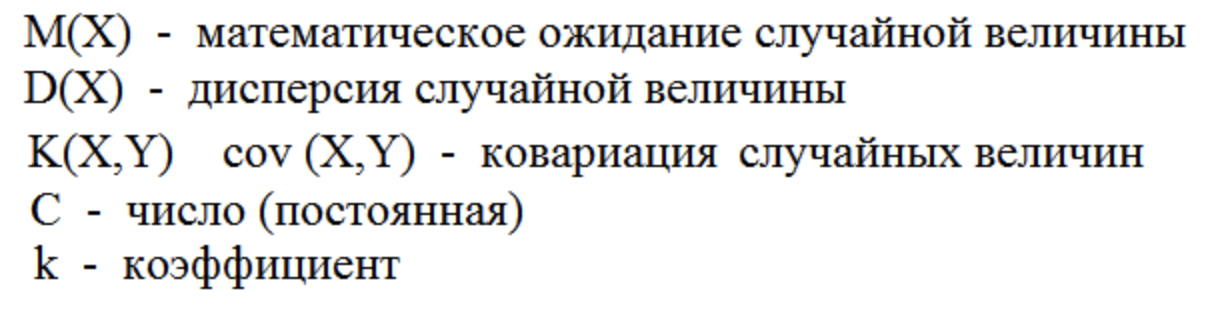 M(X) - математическое ожидание случайной величины
D(X) - дисперсия случайной величины
K(X,Y) cov (X,Y) - ковариация случайных величин
C - число (постоянная)
k - коэффициент